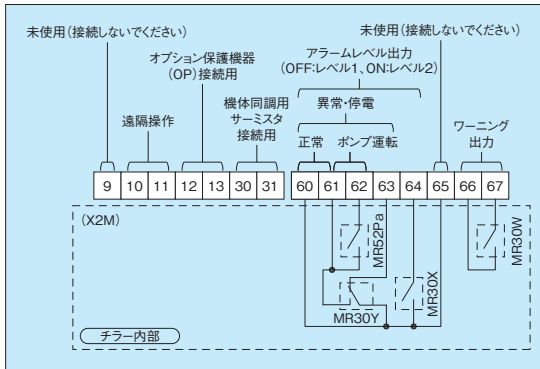 未使用(接続しないでください)
未使用(接続しないでください)
オプション保護機器
(OP)接続用
アラームレベル出力
(OFF:レベル1、ON:レベル2)
機体同調用
サーミスタ
接続用
異常・停電
遠隔操作
ワーニング
出力
正常
ポンプ運転
9 10 11 12 13 30 31 60 61 62 63 64 65 66 67
(X2M)
MR52Pa
MR30W
MR30X
MR30Y
チラー内部